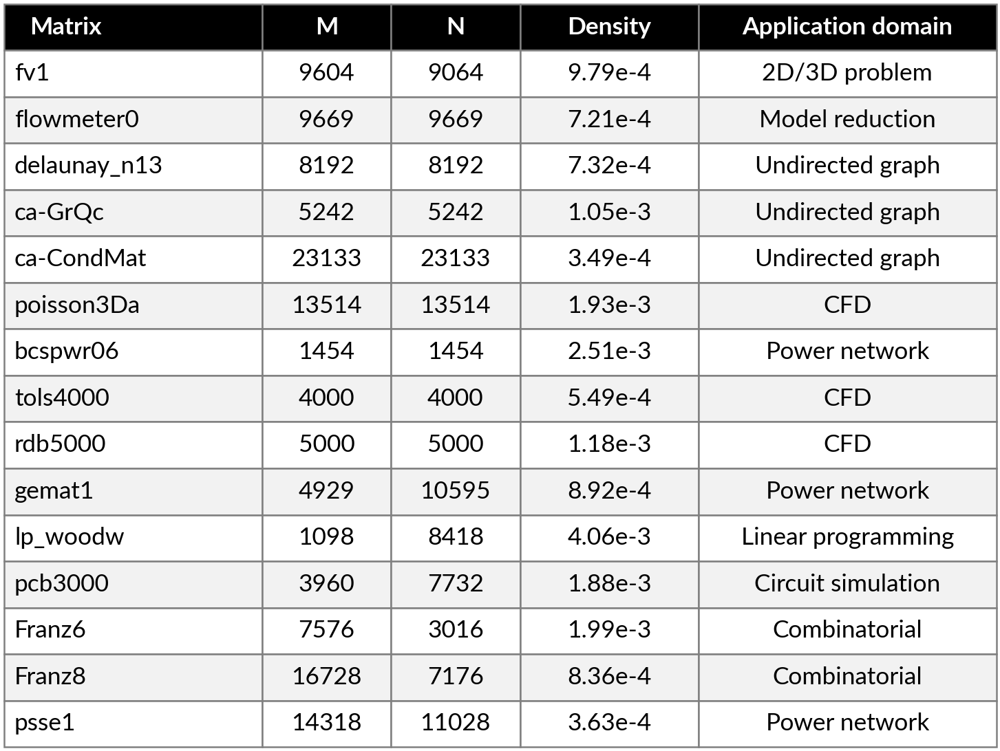 Matrix M N Density Application domain
fv1 9604 9064 9.79e-4 2D/3D problem
flowmeter0 9669 9669 7.21e-4 Model reduction
delaunay_n13 8192 8192 7.32e-4 Undirected graph
ca-GrQc 5242 5242 1.05e-3 Undirected graph
ca-CondMat 23133 23133 3.49e-4 Undirected graph
poisson3Da 13514 13514 1.93e-3 CFD
bcspwr06 1454 1454 2.51e-3 Power network
tols4000 4000 4000 5.49e-4 CFD
rdb5000 5000 5000 1.18e-3 CFD
gemat1 4929 10595 8.92e-4 Power network
lp_woodw 1098 8418 4.06e-3 Linear programming
pcb3000 3960 7732 1.88e-3 Circuit simulation
Franz6 7576 3016 1.99e-3 Combinatorial
Franz8 16728 7176 8.36e-4 Combinatorial
psse1 14318 11028 3.63e-4 Power network